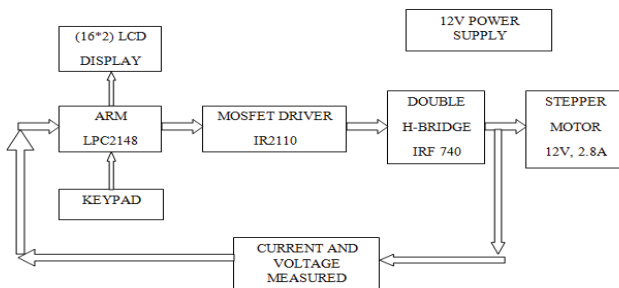 (16*2) LCD
DISPLAY
12V POWER
SUPPLY
ARM
LPC2148
MOSFET DRIVER
IR2110
DOUBLE
H-BRIDGE
IRF 740
STEPPER
MOTOR
12V, 2.8A
KEYPAD
CURRENT AND
VOLTAGE
MEASURED